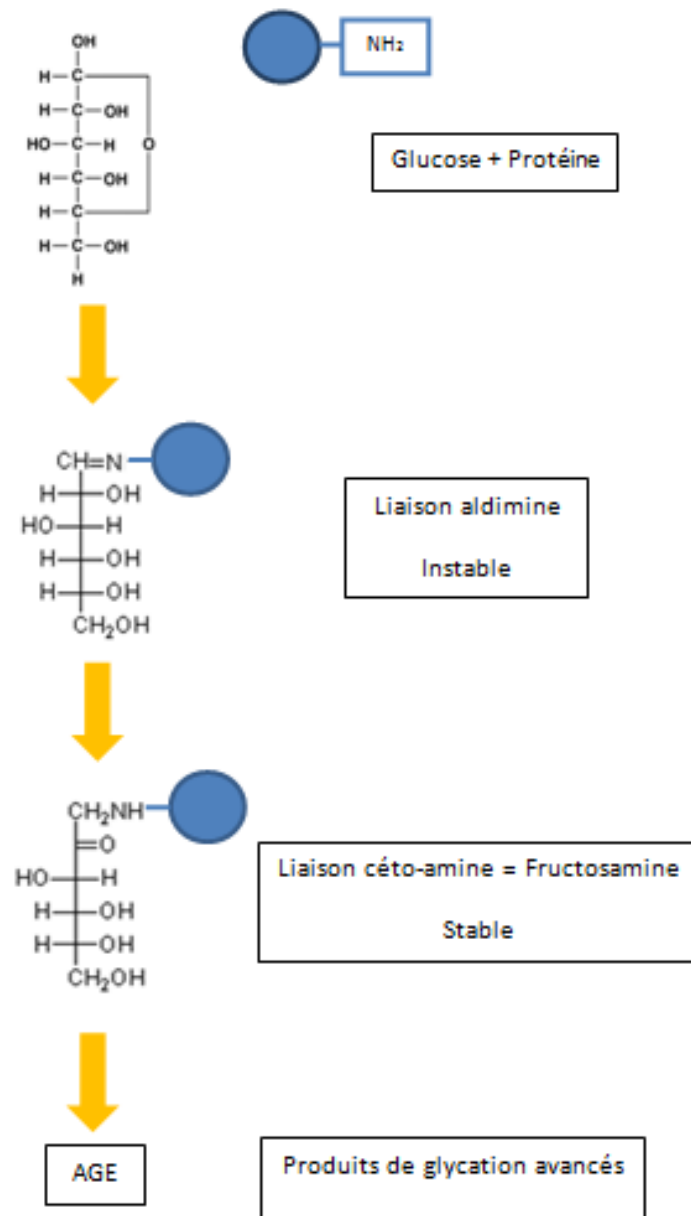 OH
NH₂
H-C
H-C-OH
HO-C-H O
H-C-OH
H-C
H-C-OH
H
Glucose + Protéine
CH=N
H OH
HO H
H OH
H OH
CH₂OH
Liaison aldimine
Instable
CH₂NH
=O
HO H
H OH
H OH
CH₂OH
Liaison céto-amine = Fructosamine
Stable
AGE
Produits de glycation avancés